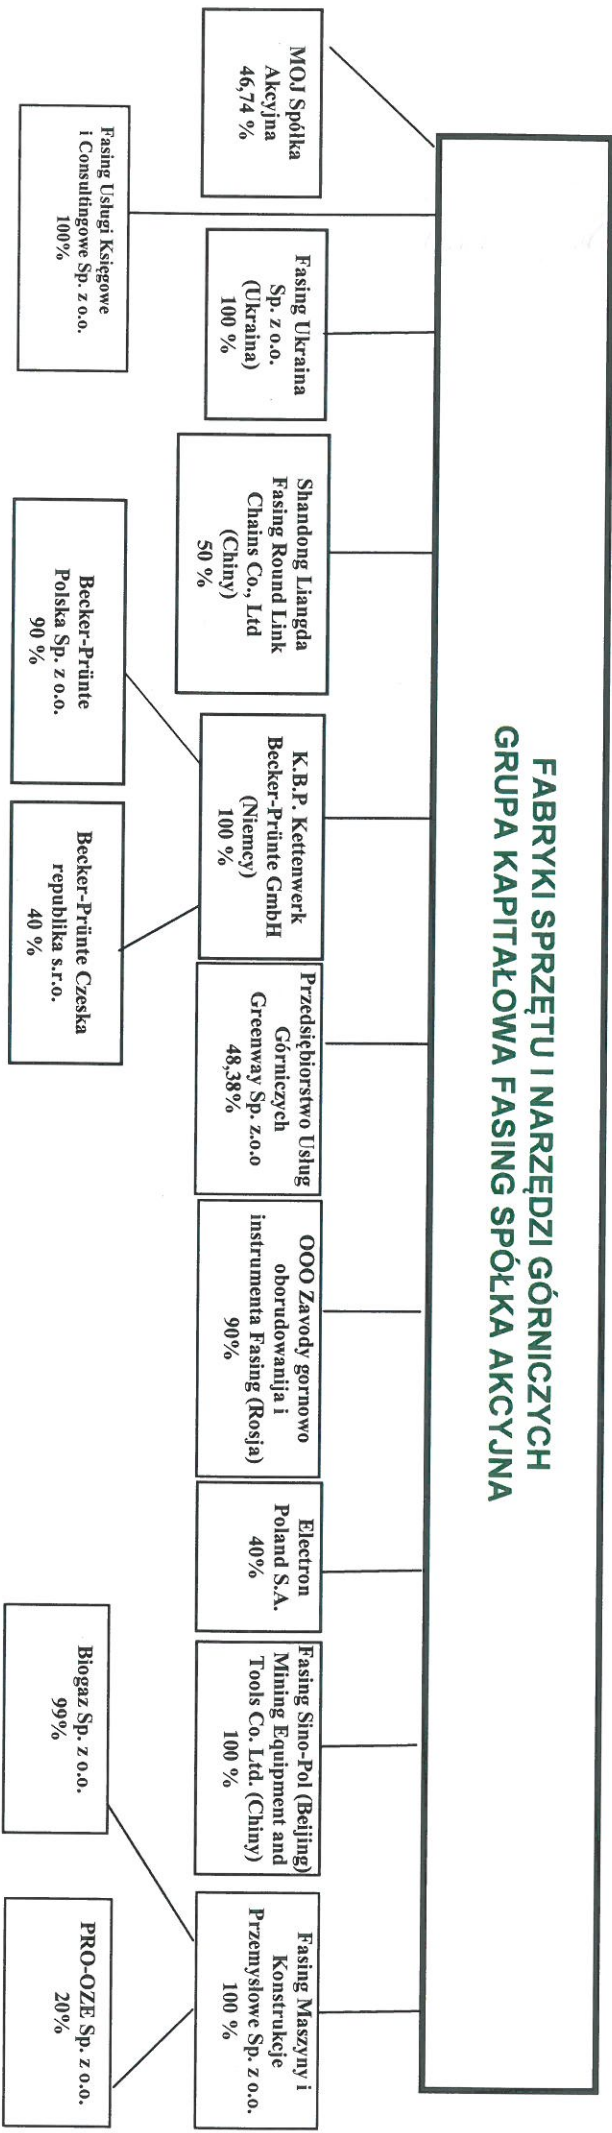 FABRYKI SPRZĘTU I NARZĘDZI GÓRNICZYCH
GRUPA KAPITAŁOWA FASING SPÓŁKA AKCYJNA
MOJ Spółka
Akcyjna
46,74 %
Fasing Usługi Księgowe
i Consultingowe Sp. z o.o.
100%
Fasing Ukraina
Sp. z o.o.
(Ukraina)
100 %
Shandong Liangda
Fasing Round Link
Chains Co., Ltd
(Chiny)
50 %
K.B.P. Kettenwerk
Becker-Prünte GmbH
(Niemcy)
100 %
Becker-Prünte
Polska Sp. z o.o.
90 %
Becker-Prünte Czeska
republika s.r.o.
40 %
Przedsiębiorstwo Usług
Górniczych
Greenway Sp. z.o.o
48,38%
OOO Zavody gornowo
oborudowanija i
instrumenta Fasing (Rosja)
90%
Electron
Poland S.A.
40%
Fasing Sino-Pol (Beijing)
Mining Equipment and
Tools Co. Ltd. (Chiny)
100 %
Fasing Maszyny i
Konstrukcje
Przemysłowe Sp. z o.o.
100 %
Biogaz Sp. z o.o.
99%
PRO-OZE Sp. z o.o.
20%